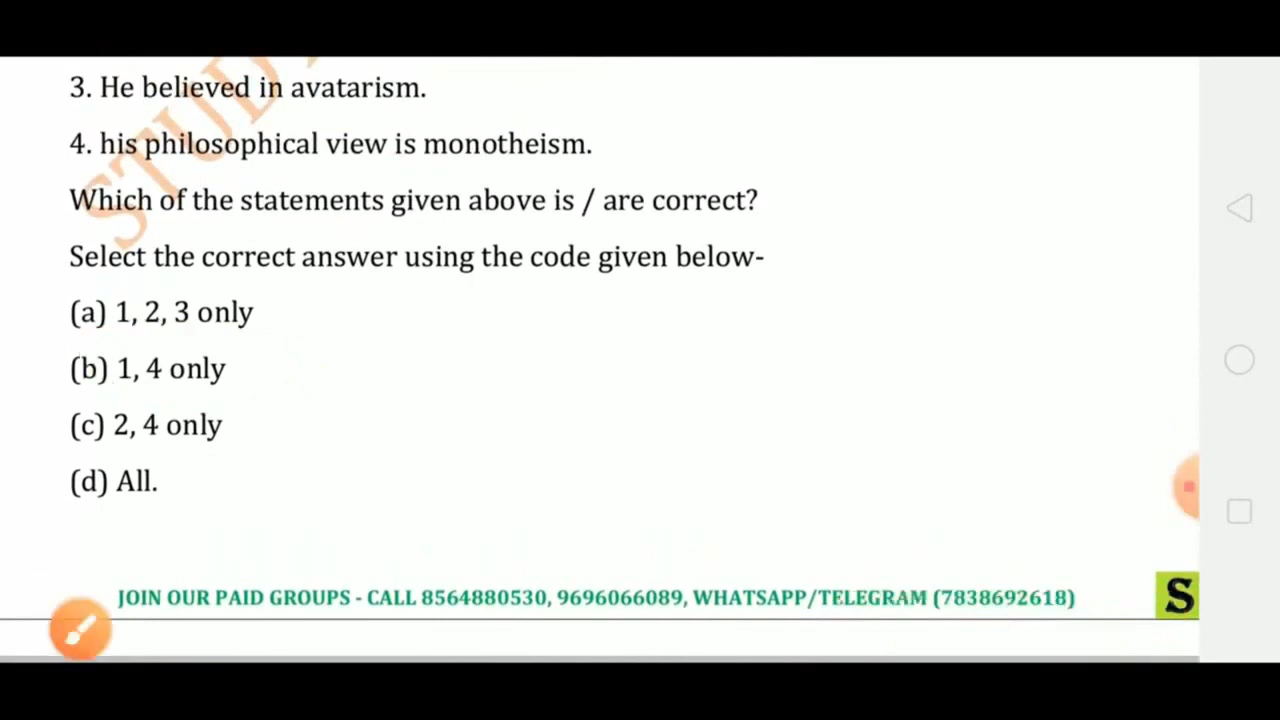 3. He believed in avatarism.
4. his philosophical view is monotheism.
Which of the statements given above is / are correct?
Select the correct answer using the code given below-
(a) 1, 2, 3 only
(b) 1, 4 only
(c) 2, 4 only
(d) All.
JOIN OUR PAID GROUPS - CALL 8564880530, 9696066089, WHATSAPP/TELEGRAM (7838692618)
S